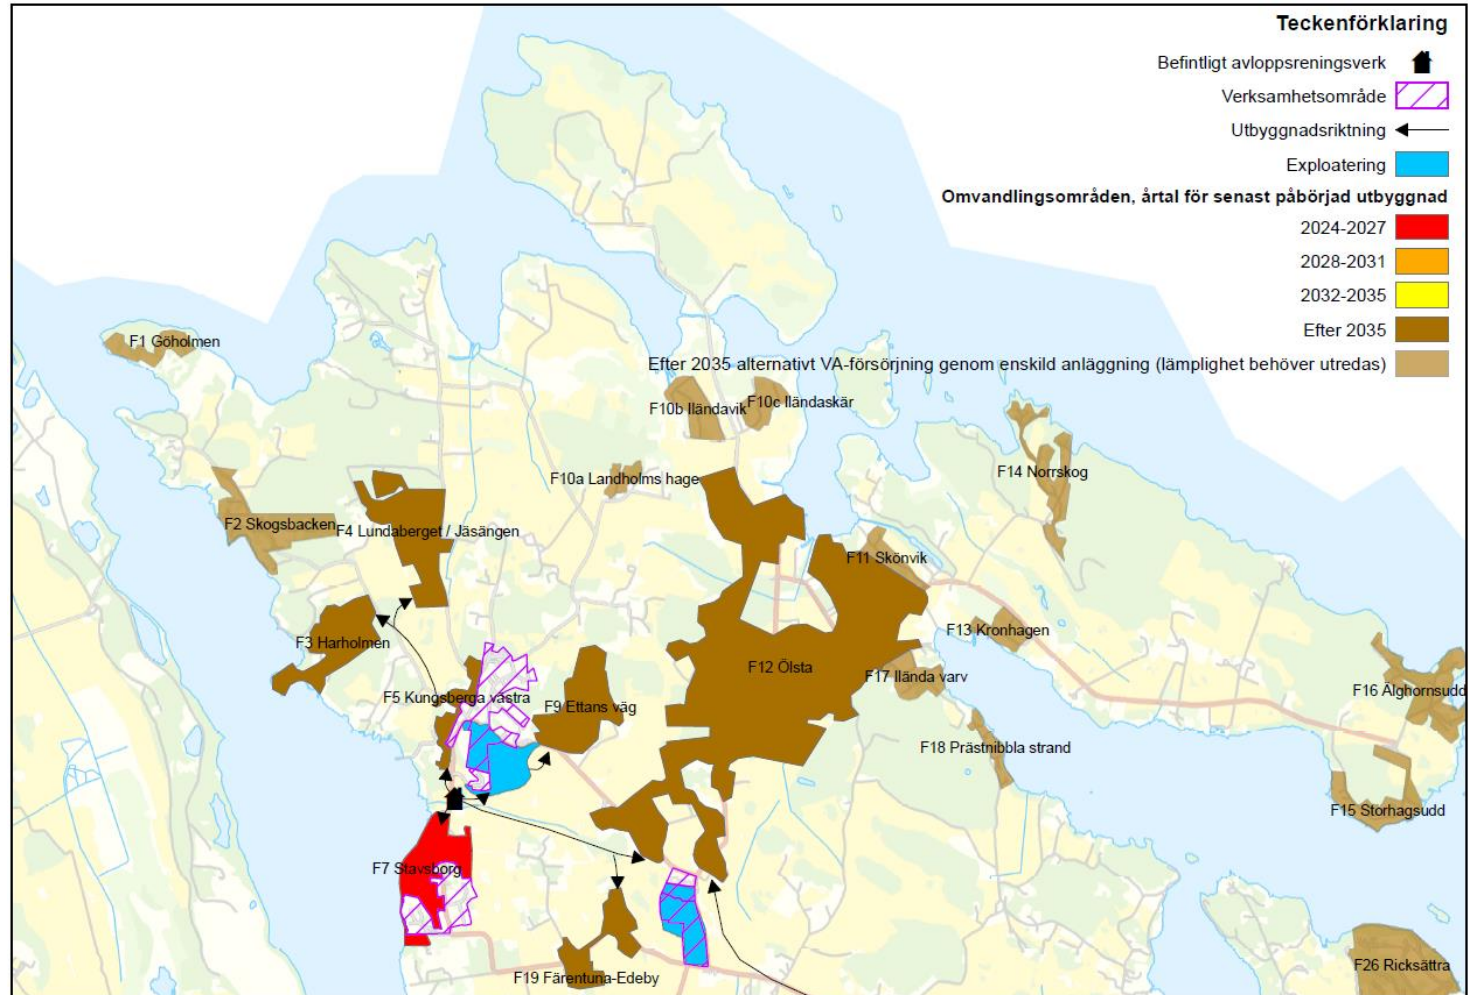 Teckenförklaring
Befintligt avloppsreningsverk
Verksamhetsområde
Utbyggnadsriktning
Exploatering
Omvandlingsområden, årtal för senast påbörjad utbyggnad
2024-2027
2028-2031
2032-2035
Efter 2035
Efter 2035 alternativt VA-försörjning genom enskild anläggning (lämplighet behöver utredas)
F1 Göholmen
F10b Iländavik
F10c Iländaskär
F10a Landholms hage
F14 Norrskog
F2 Skogsbacken
F4 Lundaberget / Jäsängen
F11 Skönvik
F3 Harholmen
F13 Kronhagen
F12 Ölsta
F17 Ilända varv
F16 Älghornsudd
F5 Kungsberga västra
F9 Ettans väg
F18 Prästnibbla strand
F15 Storhagsudd
F7 Stavsborg
F19 Färentuna-Edeby
F26 Ricksättra